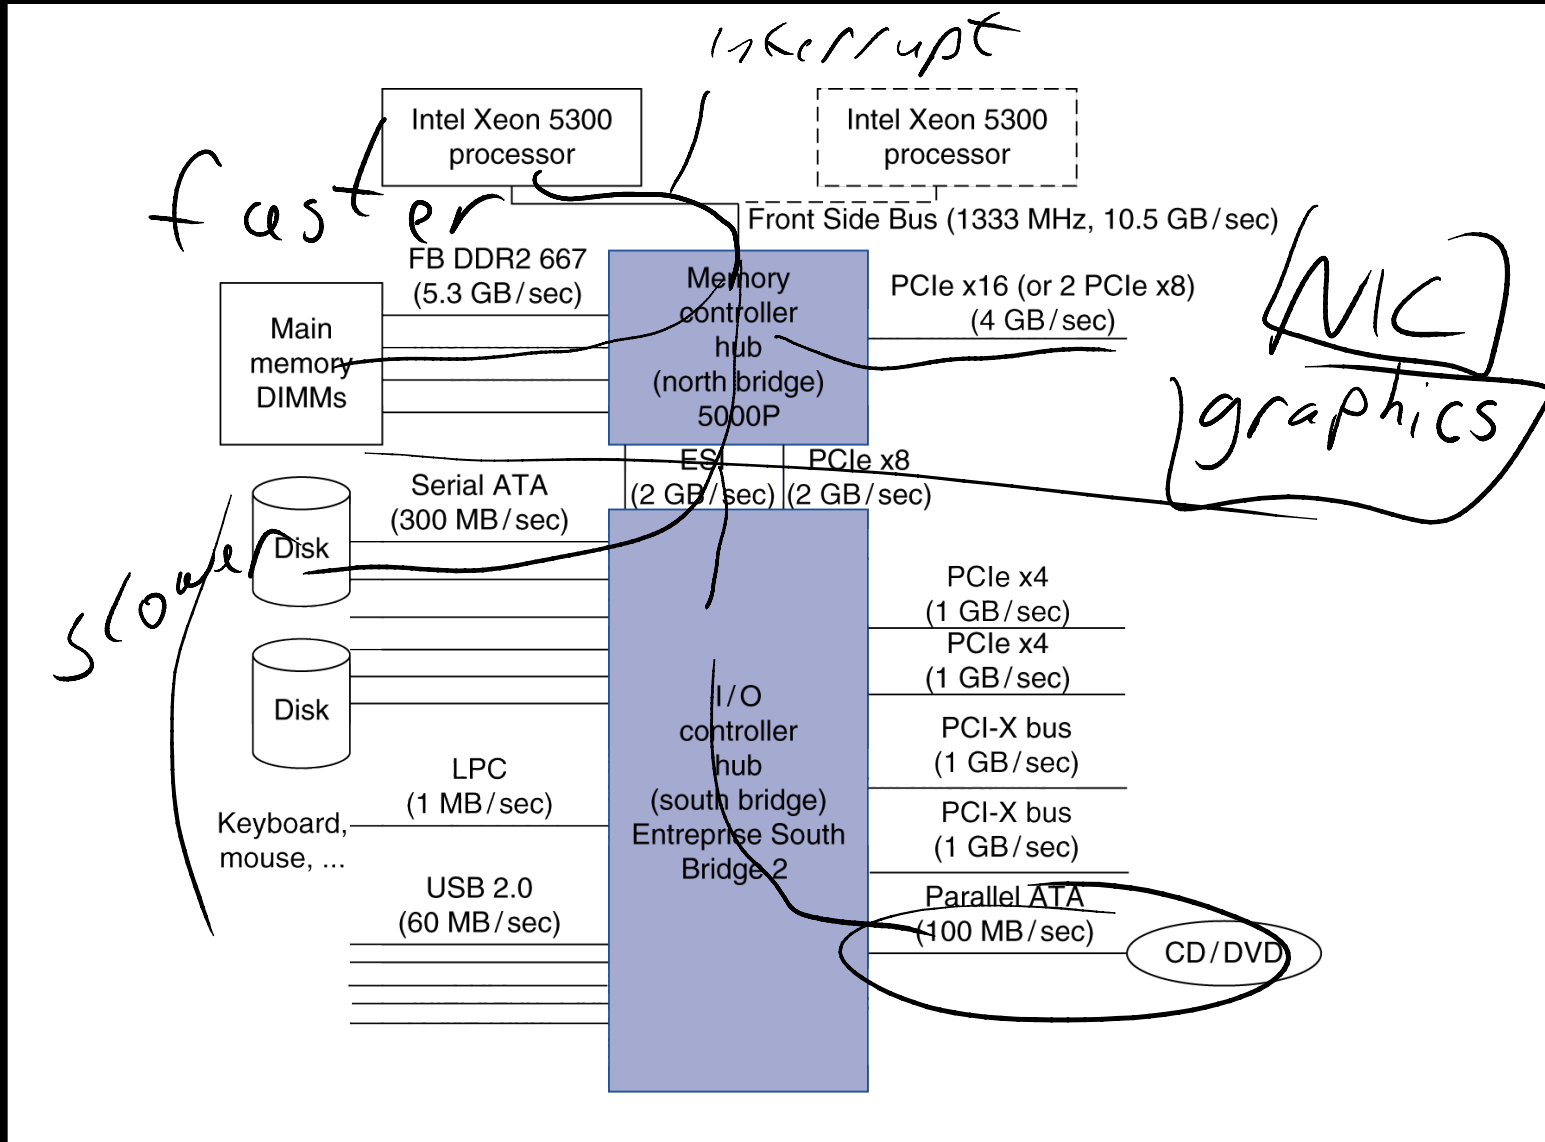 interrupt
Intel Xeon 5300
processor
Intel Xeon 5300
processor
faster
Front Side Bus (1333 MHz, 10.5 GB/sec)
FB DDR2 667
(5.3 GB/sec)
Main
memory
DIMMs
Memory
controller
hub
(north bridge)
5000P
PCIe x16 (or 2 PCIe x8)
(4 GB/sec)
NIC
graphics
ESI
(2 GB/sec)
PCIe x8
(2 GB/sec)
Serial ATA
(300 MB/sec)
Disk
slower
Disk
PCIe x4
(1 GB/sec)
PCIe x4
(1 GB/sec)
I/O
controller
hub
(south bridge)
Entreprise South
Bridge 2
PCI-X bus
(1 GB/sec)
PCI-X bus
(1 GB/sec)
LPC
(1 MB/sec)
Keyboard,
mouse, ...
USB 2.0
(60 MB/sec)
Parallel ATA
(100 MB/sec)
CD/DVD